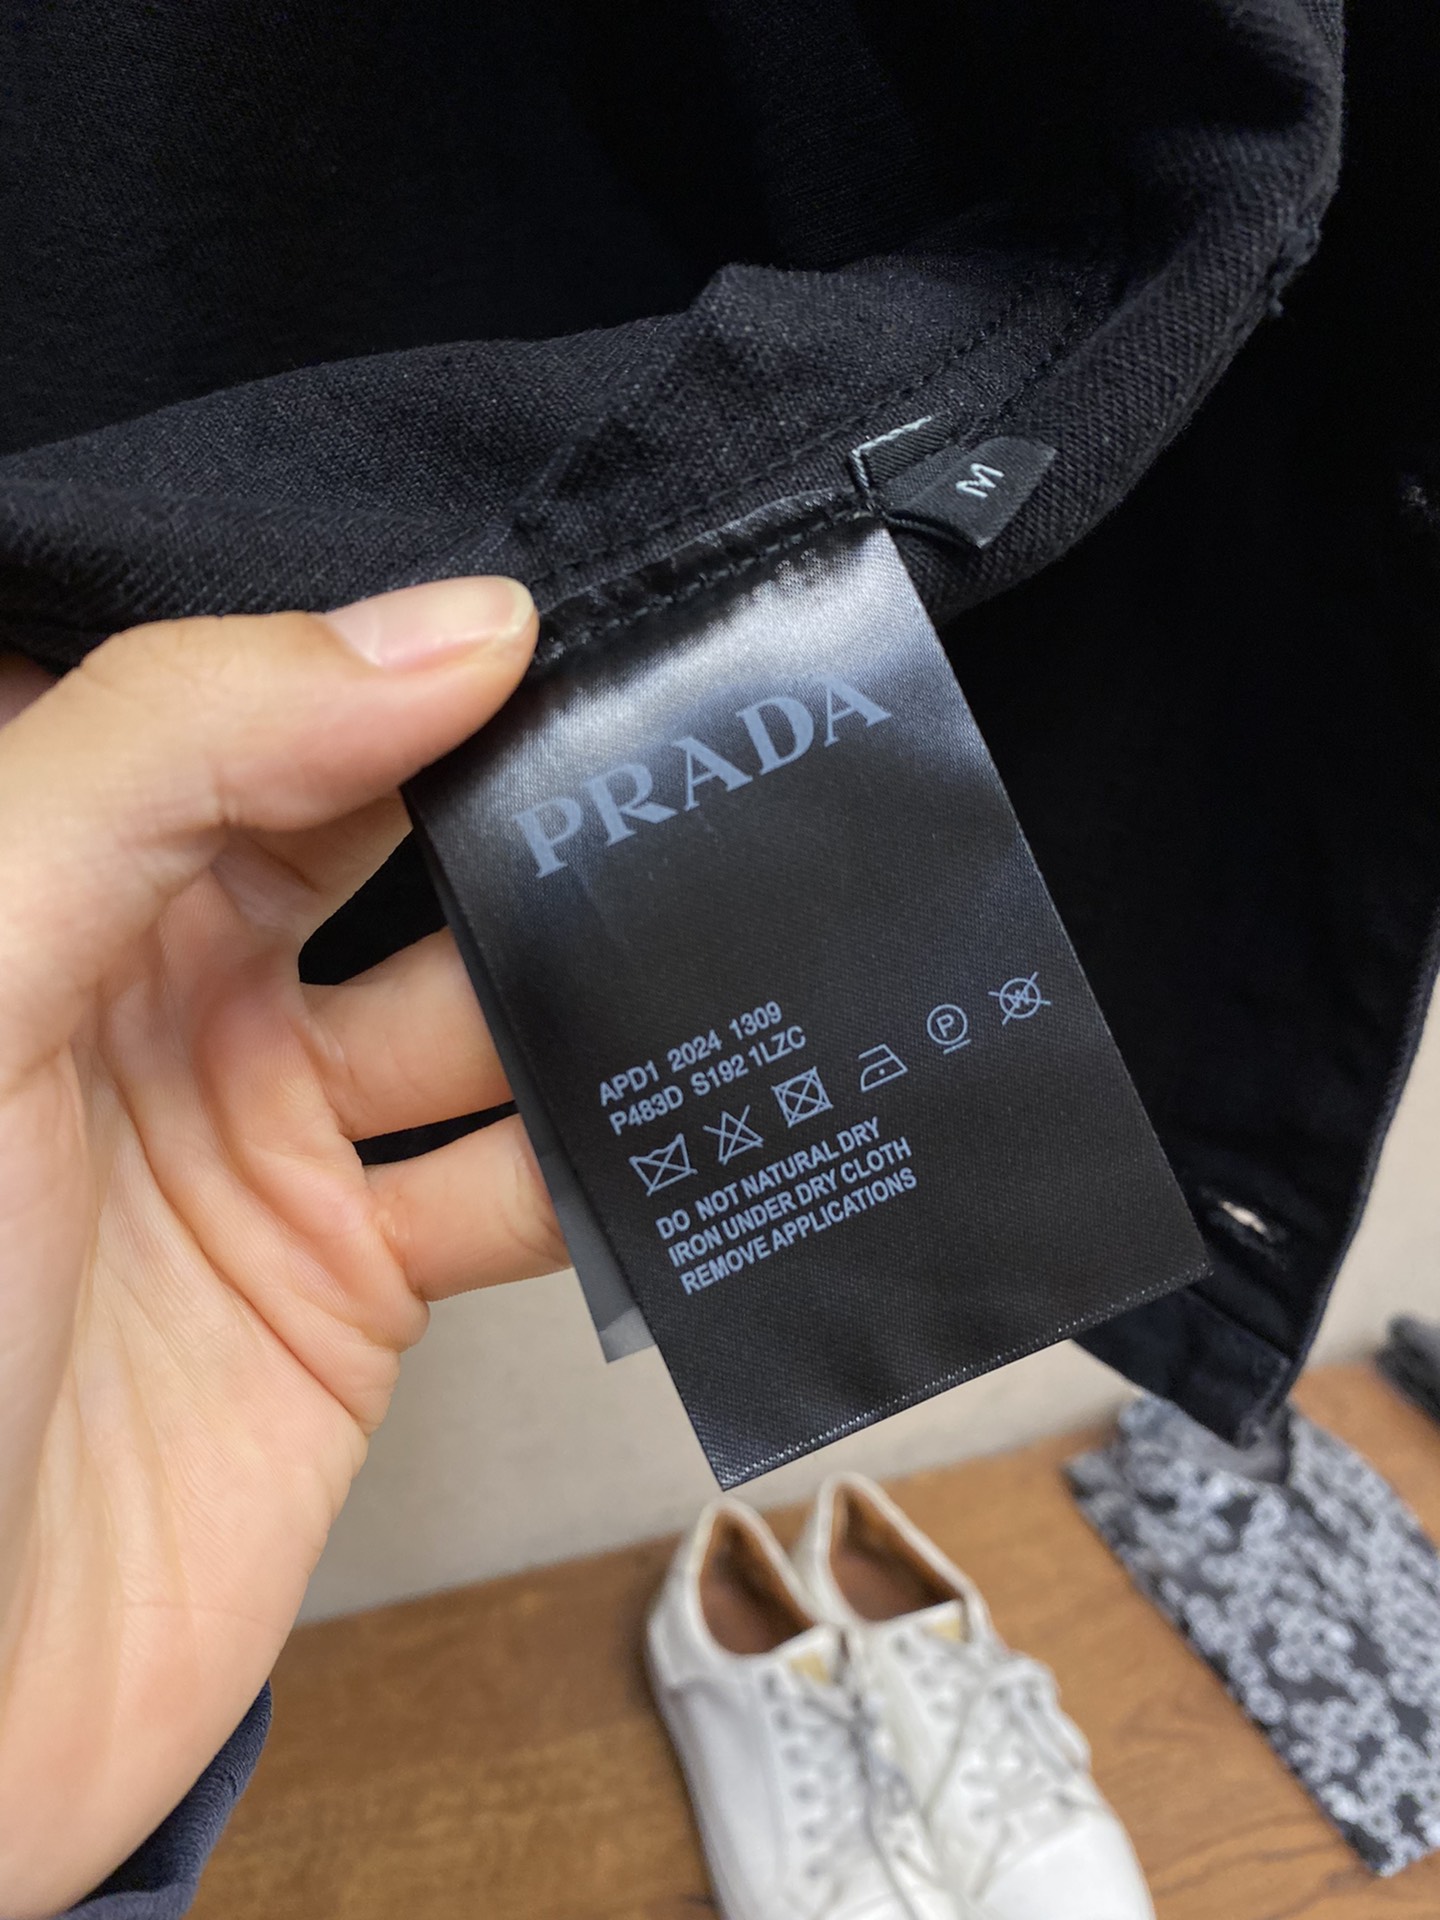 M
PRADA
APD1 2024 1309
P483D S192 1LZC
P W
DO NOT NATURAL DRY
IRON UNDER DRY CLOTH
REMOVE APPLICATIONS